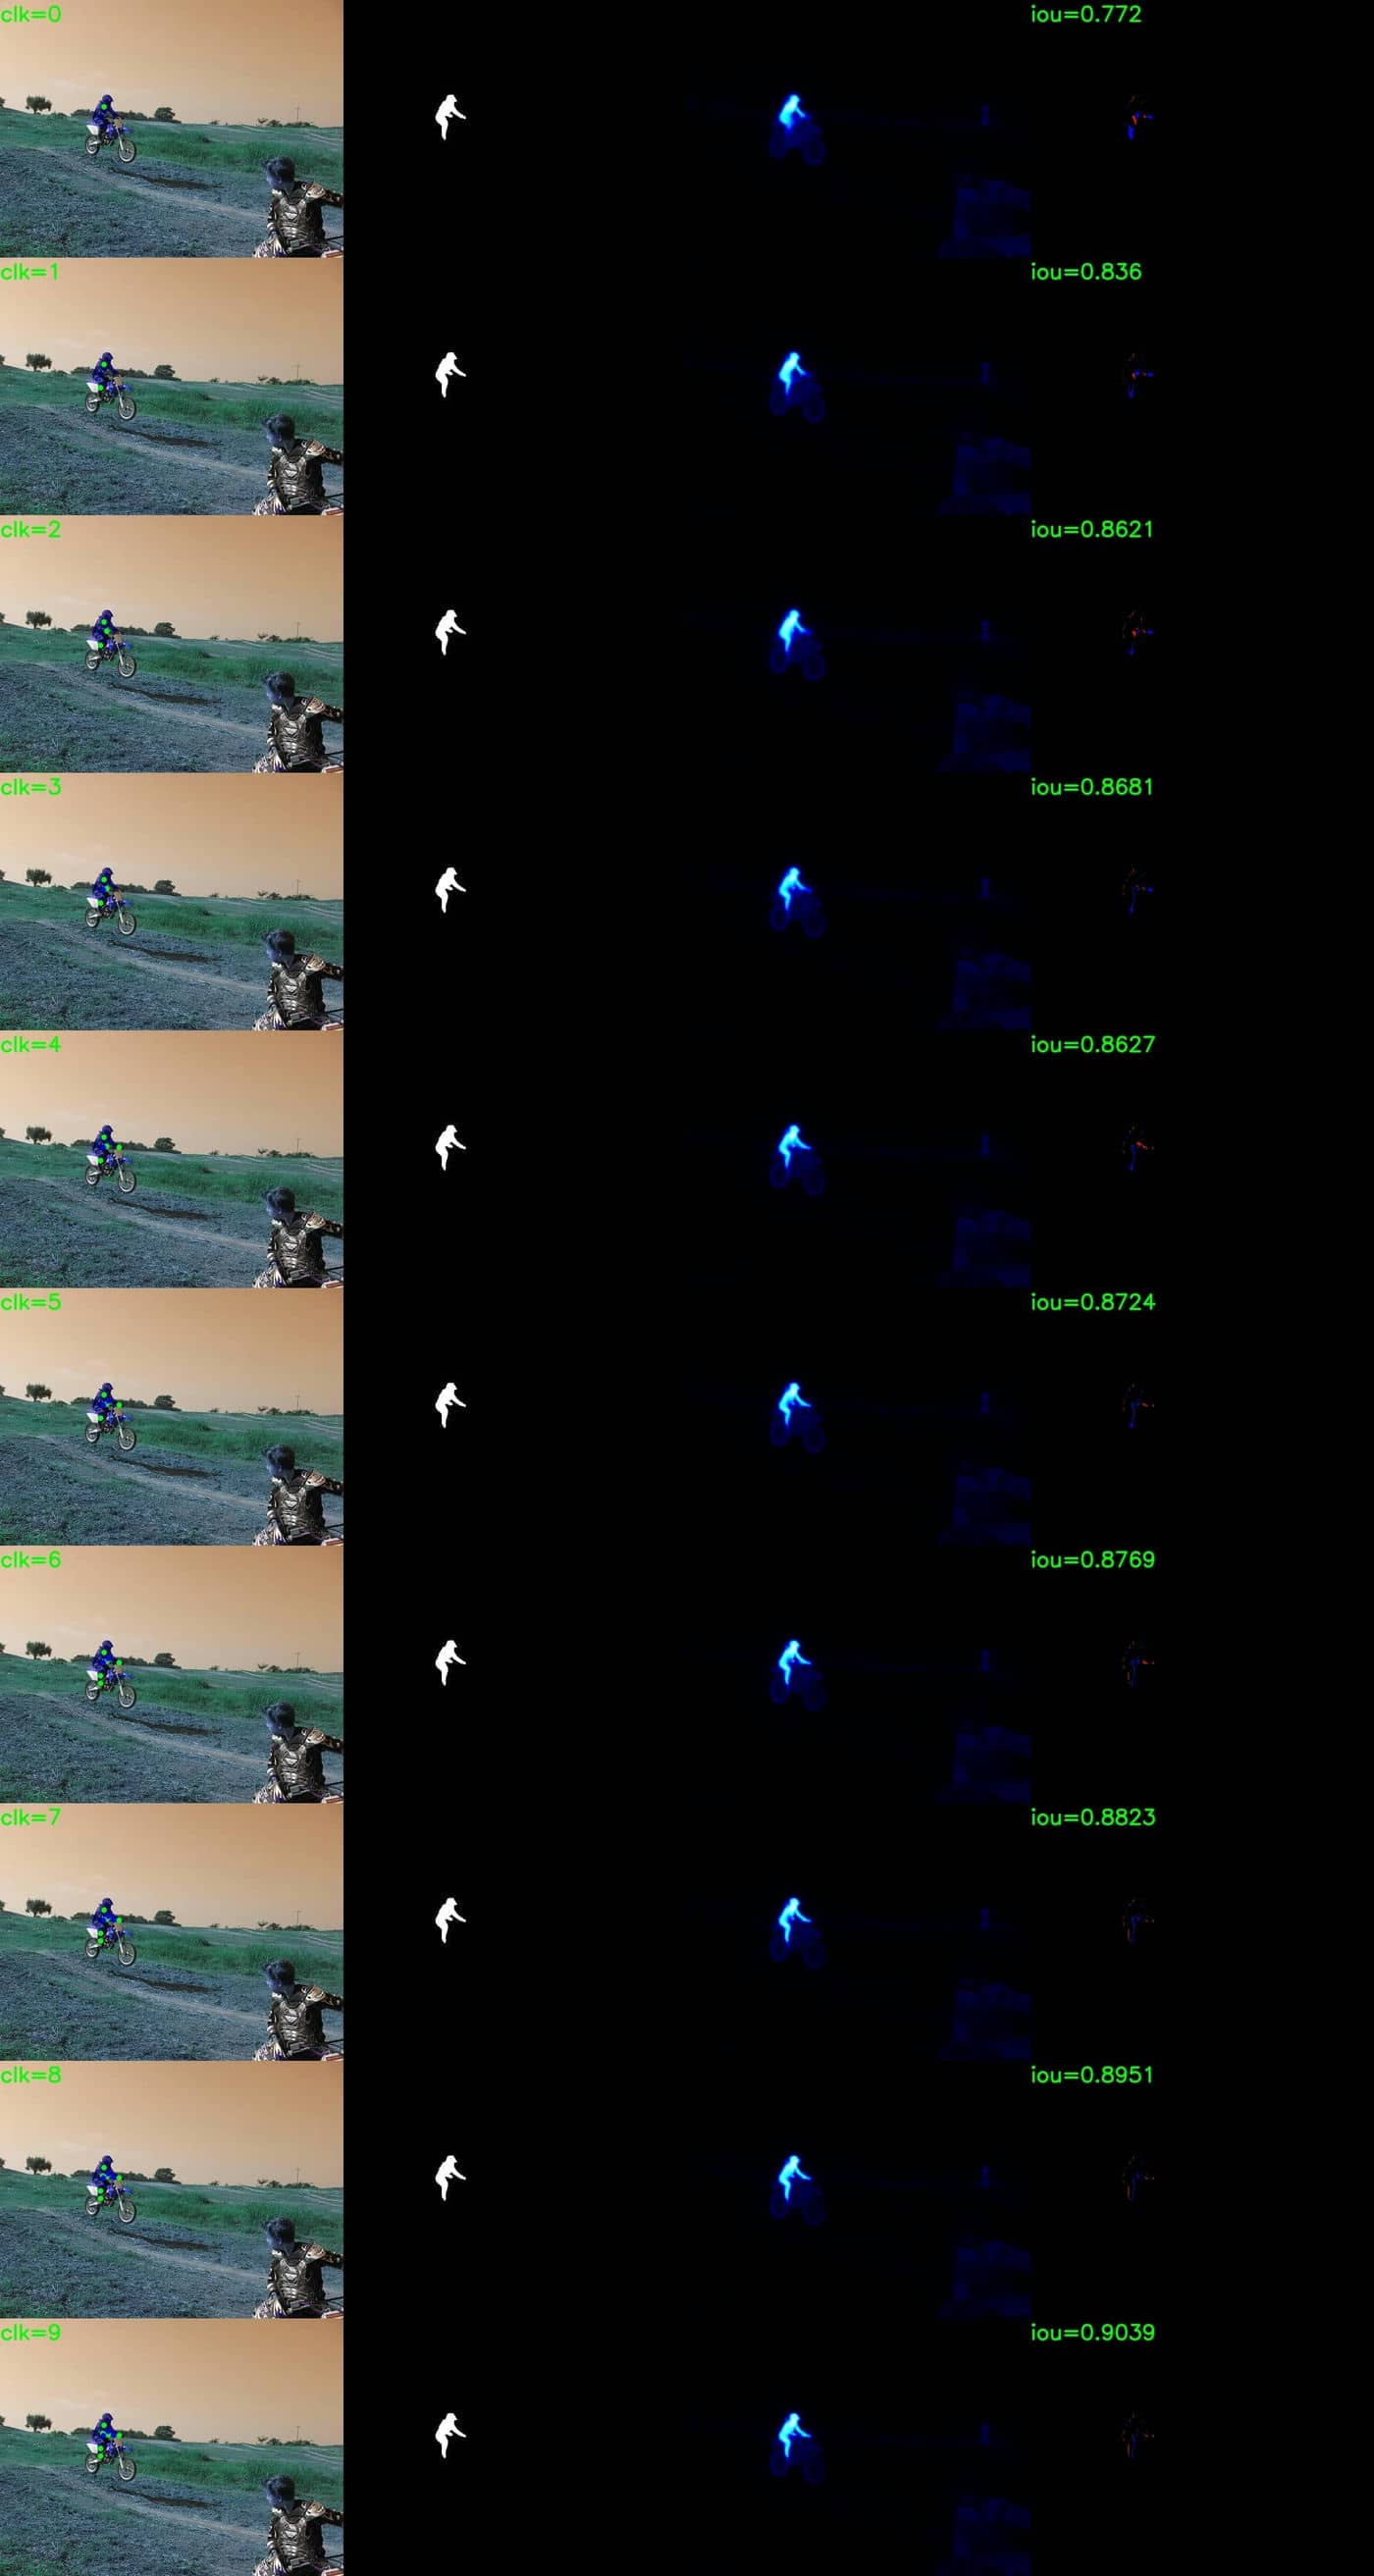 clk=0 iou=0.772
clk=1 iou=0.836
clk=2 iou=0.8621
clk=3 iou=0.8681
clk=4 iou=0.8627
clk=5 iou=0.8724
clk=6 iou=0.8769
clk=7 iou=0.8823
clk=8 iou=0.8951
clk=9 iou=0.9039